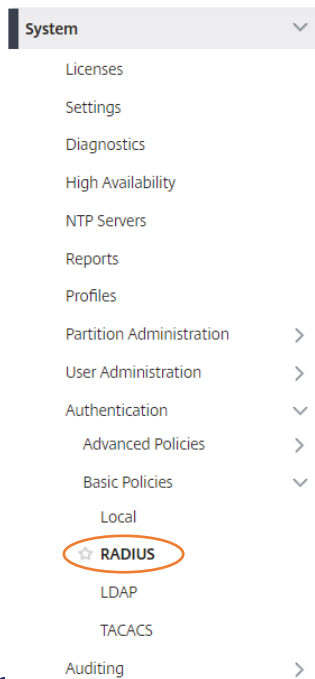 System
Licenses
Settings
Diagnostics
High Availability
NTP Servers
Reports
Profiles
Partition Administration
User Administration
Authentication
Advanced Policies
Basic Policies
Local
RADIUS
LDAP
TACACS
Auditing